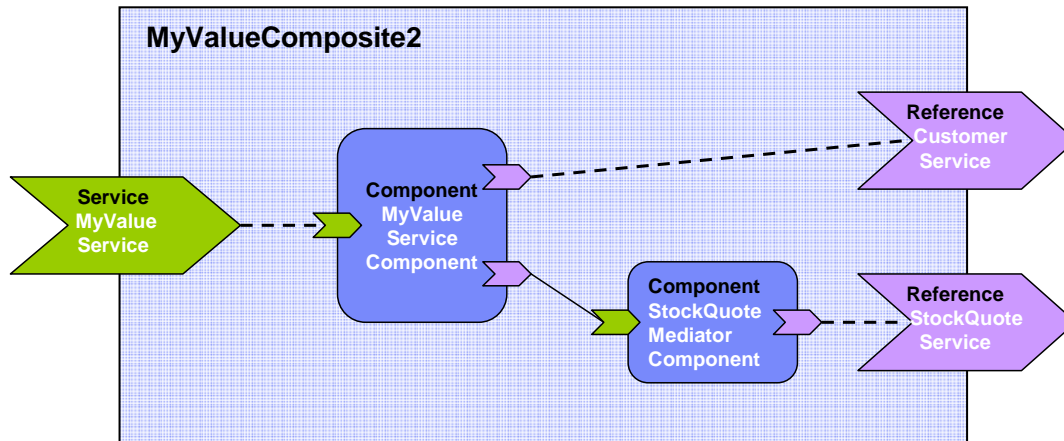 MyValueComposite2
Service
MyValue
Service
Component
MyValue
Service
Component
Component
StockQuote
Mediator
Component
Reference
Customer
Service
Reference
StockQuote
Service